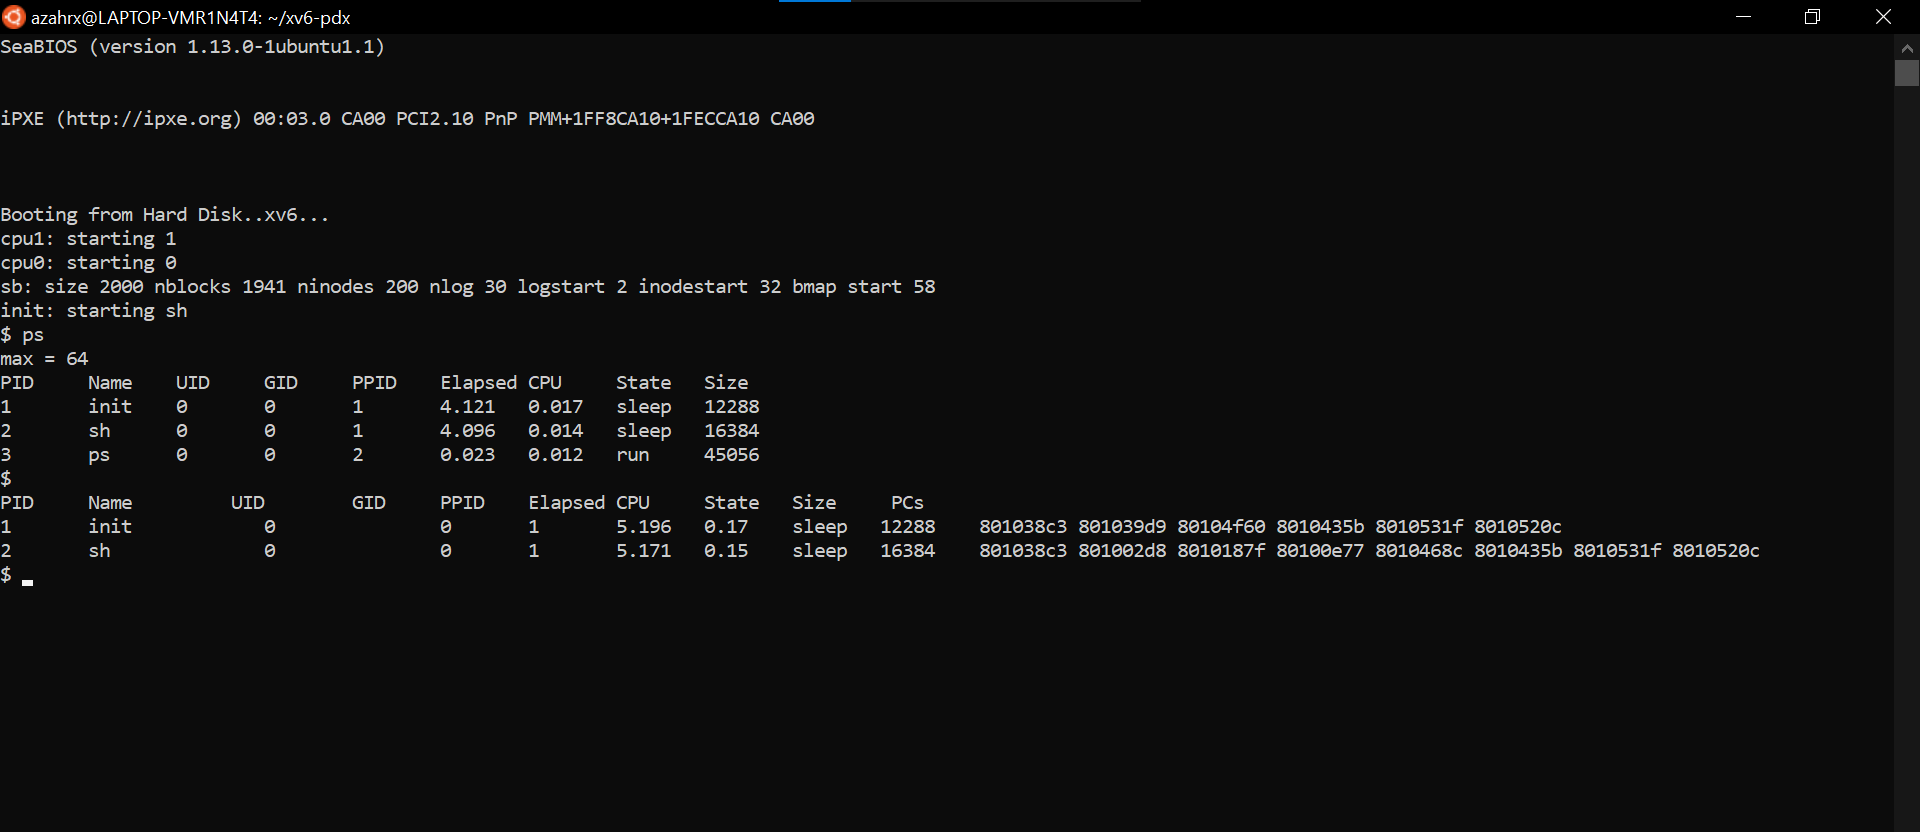 azahrx@LAPTOP-VMR1N4T4: ~/xv6-pdx
SeaBIOS (version 1.13.0-1ubuntu1.1)
iPXE (http://ipxe.org) 00:03.0 CA00 PCI2.10 PnP PMM+1FF8CA10+1FECCA10 CA00
Booting from Hard Disk..xv6...
cpu1: starting 1
cpu0: starting 0
sb: size 2000 nblocks 1941 ninodes 200 nlog 30 logstart 2 inodestart 32 bmap start 58
init: starting sh
$ ps
max = 64
PID     Name    UID     GID     PPID    Elapsed CPU     State   Size
1       init    0       0       1       4.121   0.017   sleep   12288
2       sh      0       0       1       4.096   0.014   sleep   16384
3       ps      0       0       2       0.023   0.012   run     45056
$
PID     Name         UID        GID     PPID    Elapsed CPU     State   Size     PCs
1       init            0               0       1       5.196   0.17    sleep   12288    801038c3 801039d9 80104f60 8010435b 8010531f 8010520c
2       sh              0               0       1       5.171   0.15    sleep   16384    801038c3 801002d8 8010187f 80100e77 8010468c 8010435b 8010531f 8010520c
$